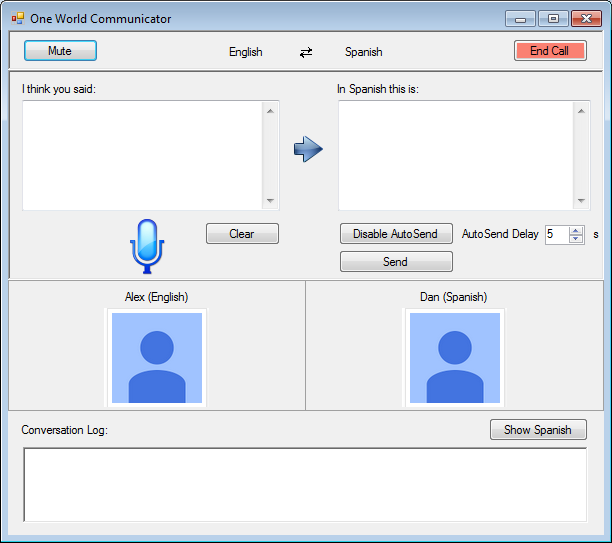 One World Communicator
Mute
English
Spanish
End Call
I think you said:
In Spanish this is:
Clear
Disable AutoSend
AutoSend Delay
5
s
Send
Alex (English)
Dan (Spanish)
Conversation Log:
Show Spanish